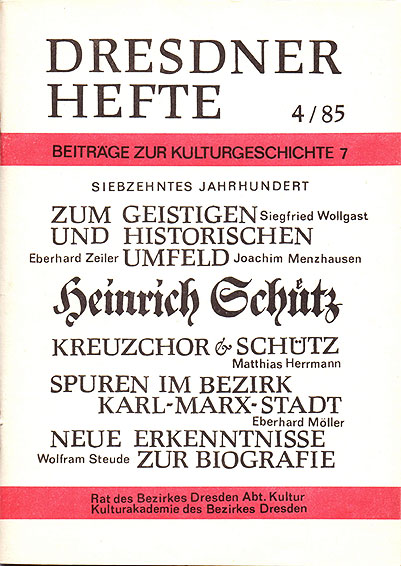 DRESDNER
HEFTE 4/85
BEITRÄGE ZUR KULTURGESCHICHTE 7
SIEBZEHNTES JAHRHUNDERT
ZUM GEISTIGEN Siegfried Wollgast
UND HISTORISCHEN
Eberhard Zeiler UMFELD Joachim Menzhausen
Heinrich Schütz
KREUZCHOR & SCHÜTZ
Matthias Herrmann
SPUREN IM BEZIRK
KARL-MARX-STADT
Eberhard Möller
NEUE ERKENNTNISSE
Wolfram Steude ZUR BIOGRAFIE
Rat des Bezirkes Dresden Abt. Kultur
Kulturakademie des Bezirkes Dresden